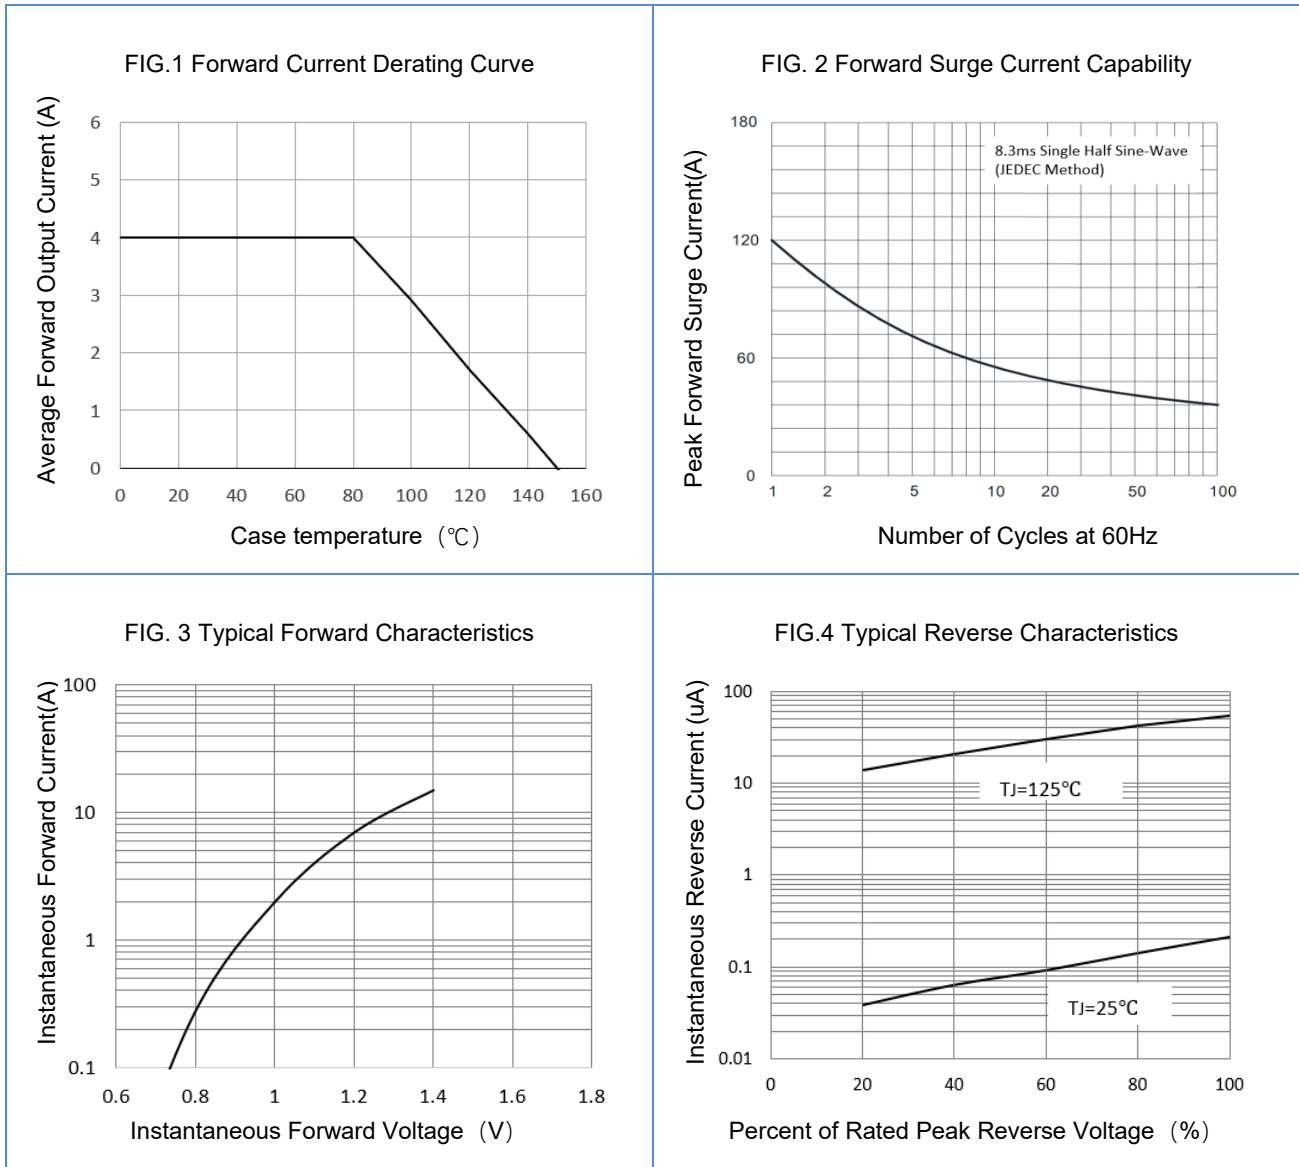 FIG.1 Forward Current Derating Curve
Average Forward Output Current (A)
6
5
4
3
2
1
0
0 20 40 60 80 100 120 140 160
Case temperature（℃）
FIG. 2 Forward Surge Current Capability
Peak Forward Surge Current(A)
180
8.3ms Single Half Sine-Wave
(JEDEC Method)
120
60
0
1 2 5 10 20 50 100
Number of Cycles at 60Hz
FIG. 3 Typical Forward Characteristics
Instantaneous Forward Current(A)
100
10
1
0.1
0.6 0.8 1 1.2 1.4 1.6 1.8
Instantaneous Forward Voltage（V）
FIG.4 Typical Reverse Characteristics
Instantaneous Reverse Current (uA)
100
10
TJ=125℃
1
0.1
TJ=25℃
0.01
0 20 40 60 80 100
Percent of Rated Peak Reverse Voltage（%）